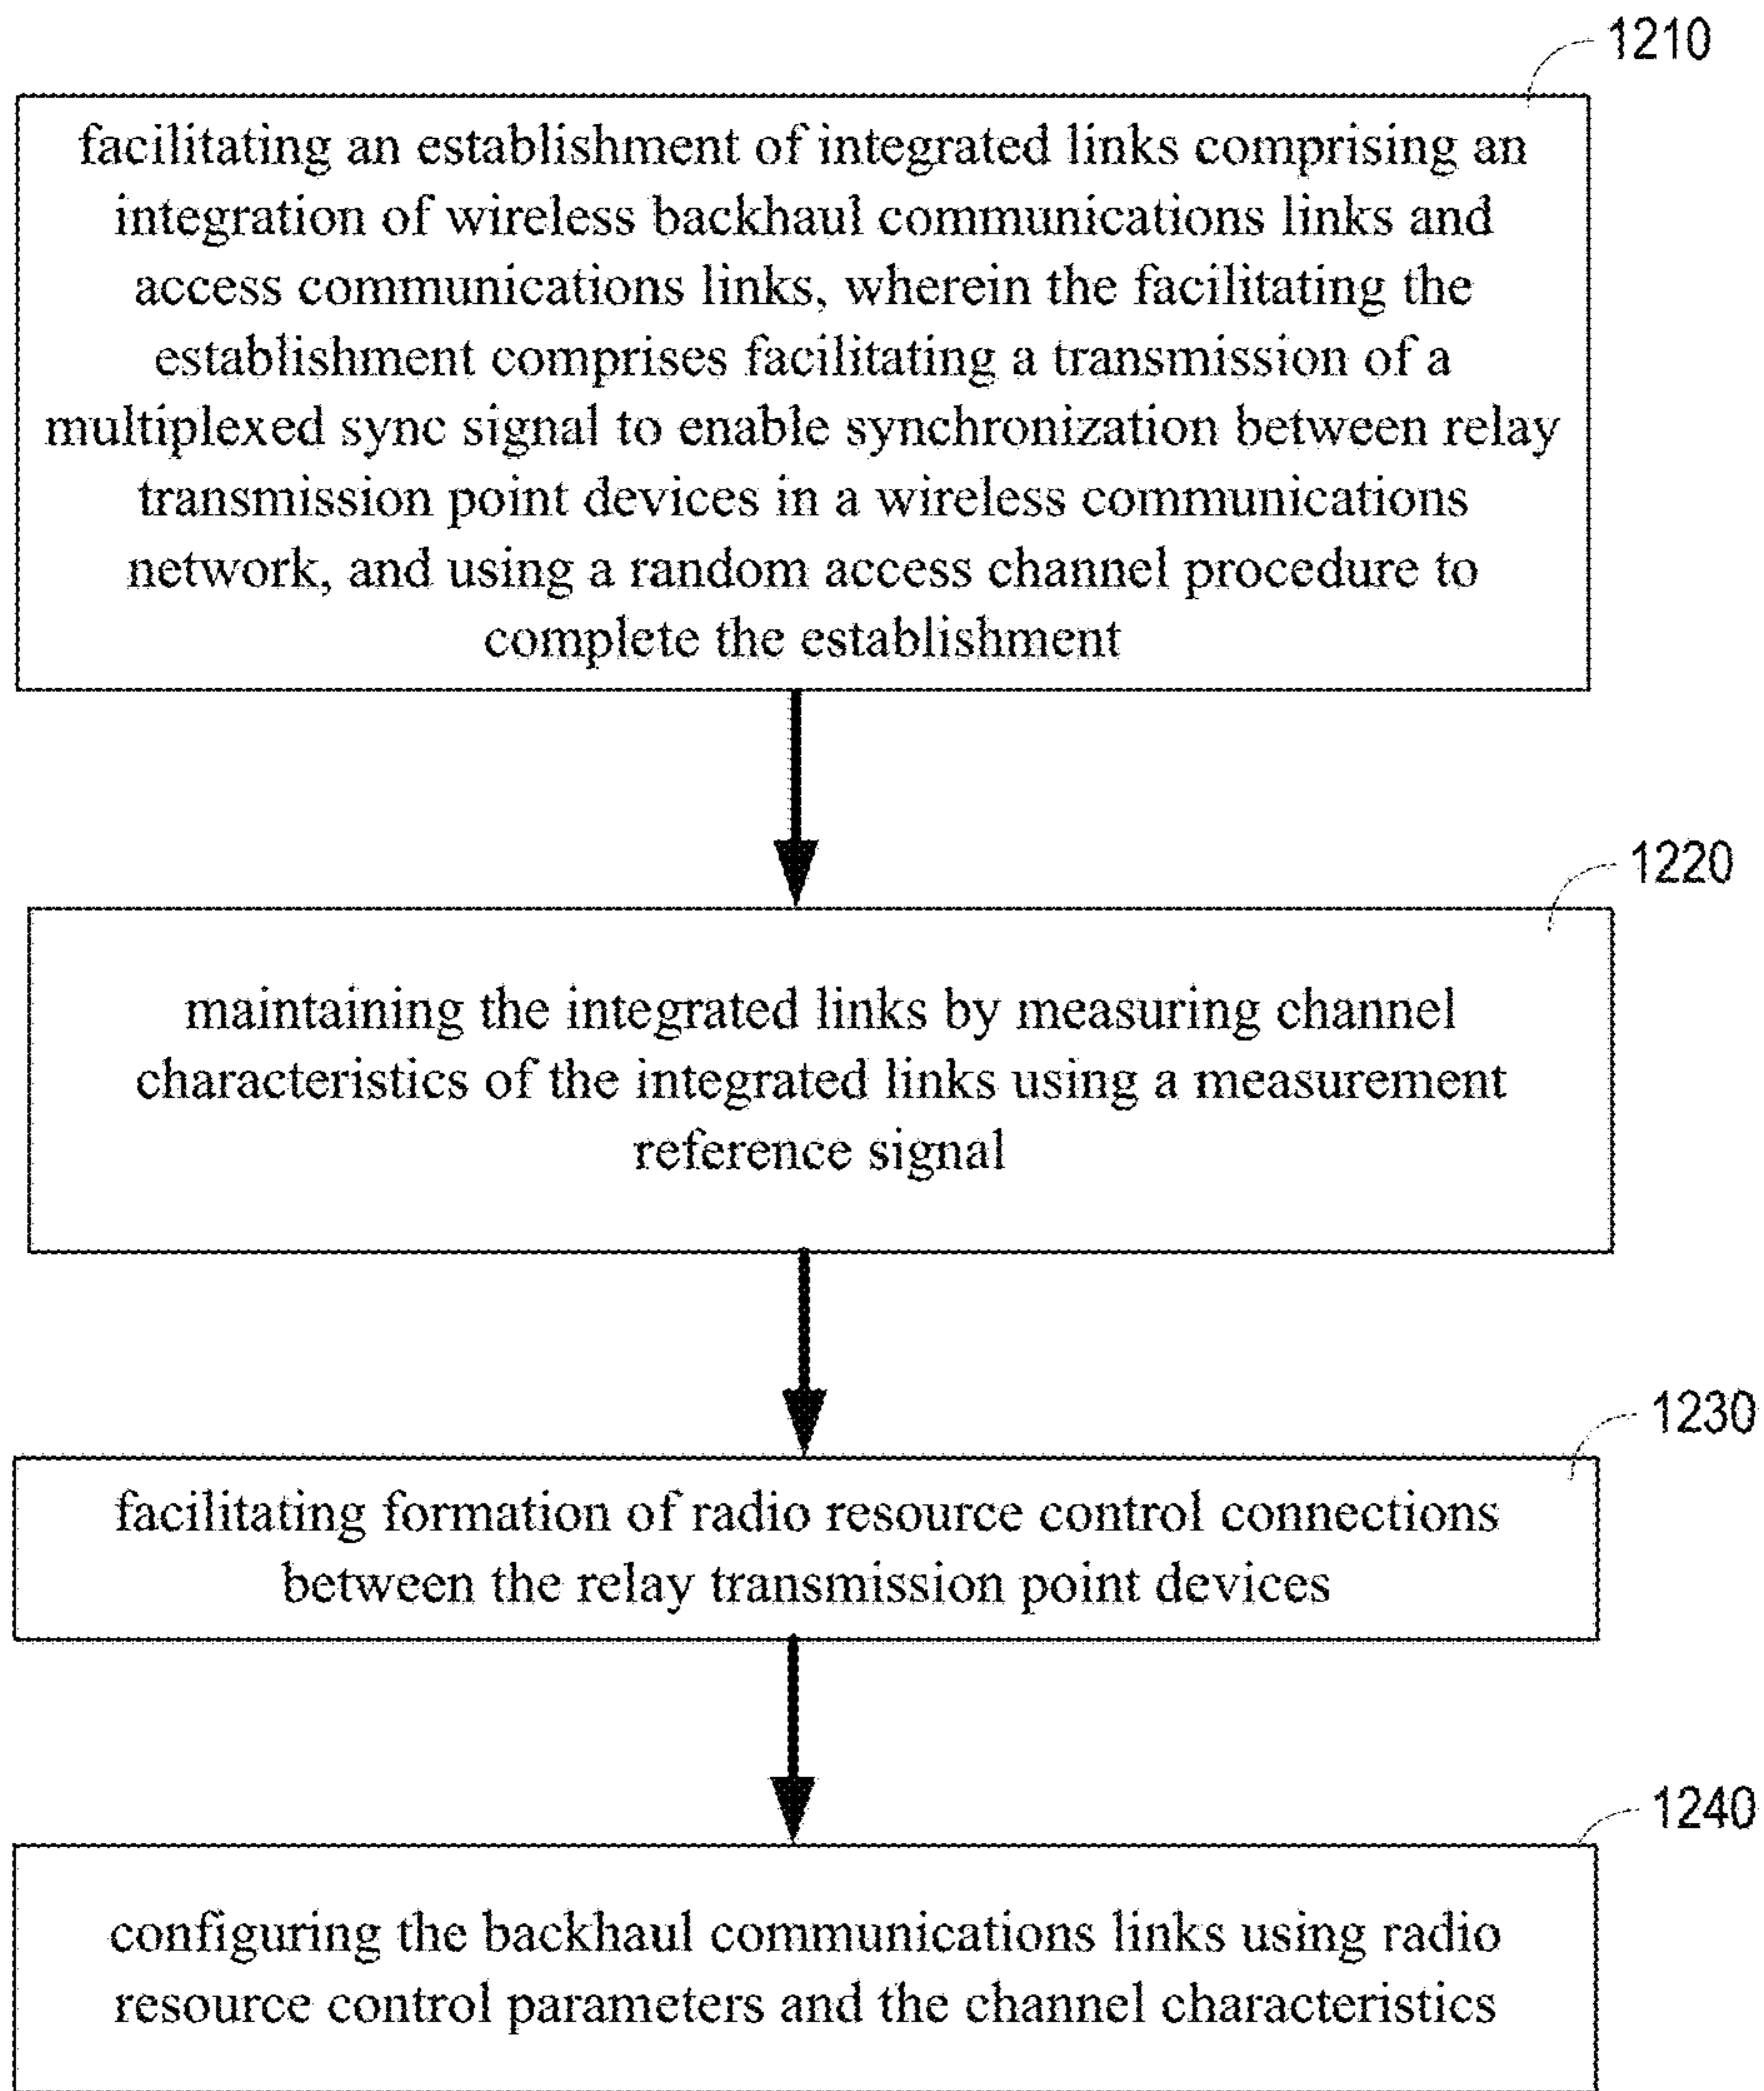 1210
facilitating an establishment of integrated links comprising an
integration of wireless backhaul communications links and
access communications links, wherein the facilitating the
establishment comprises facilitating a transmission of a
multiplexed sync signal to enable synchronization between relay
transmission point devices in a wireless communications
network, and using a random access channel procedure to
complete the establishment
1220
maintaining the integrated links by measuring channel
characteristics of the integrated links using a measurement
reference signal
1230
facilitating formation of radio resource control connections
between the relay transmission point devices
1240
configuring the backhaul communications links using radio
resource control parameters and the channel characteristics